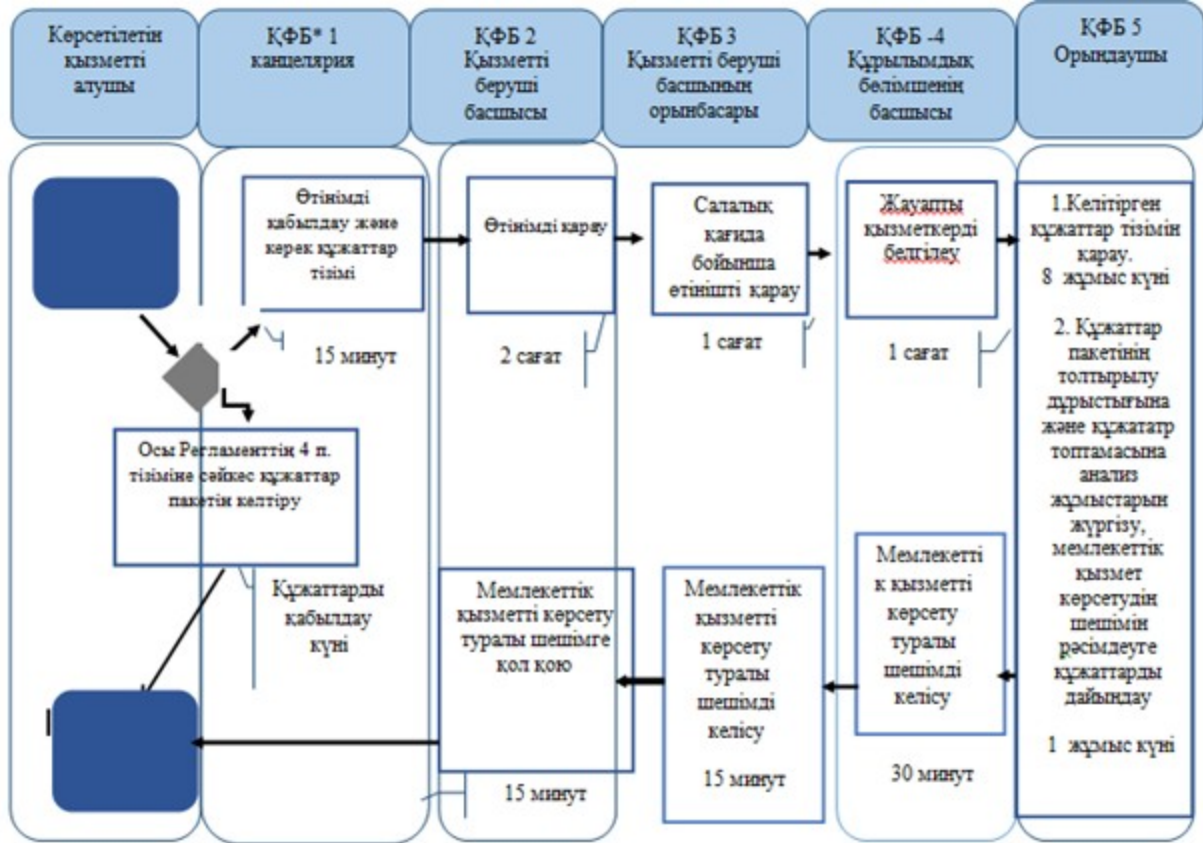 Көрсетілетін
қызметті
алушы
ҚФБ* 1
канцелярия
ҚФБ 2
Қызметті
беруші
басшысы
ҚФБ 3
Қызметті беруші
басшының
орынбасары
ҚФБ -4
Құрылымдық
бөлімшенің
басшысы
ҚФБ 5
Орындаушы
Өтінімді
қабылдау және
керек құжаттар
тізімі
15 минут
Өтінімді қарау
2 сағат
Салалық
қағида
бойынша
өтінішті қарау
1 сағат
Жауапты
қызметкерді
белгілеу
1 сағат
1.Келітірген
құжаттар тізімін
қарау.
8 жұмыс күні
2. Құжаттар
пакетінің
толтырылу
дұрыстығына
және құжататр
топтамасына
анализ
жұмыстарын
жүргізу,
мемлекеттік
қызмет
көрсетудін
шешімін
рәсімдеуге
құжаттарды
дайындау
1 жұмыс күні
Осы Регламенттің 4 п.
тізіміне сәйкес құжаттар
пакетін келтіру
Құжаттарды
қабылдау
күні
Мемлекеттік
қызметті көрсету
туралы шешімге
қол қою
15 минут
Мемлекеттік
қызметті
көрсету
туралы
шешімді
келісу
15 минут
Мемлекетті
к қызметті
көрсету
туралы
шешімді
келісу
30 минут